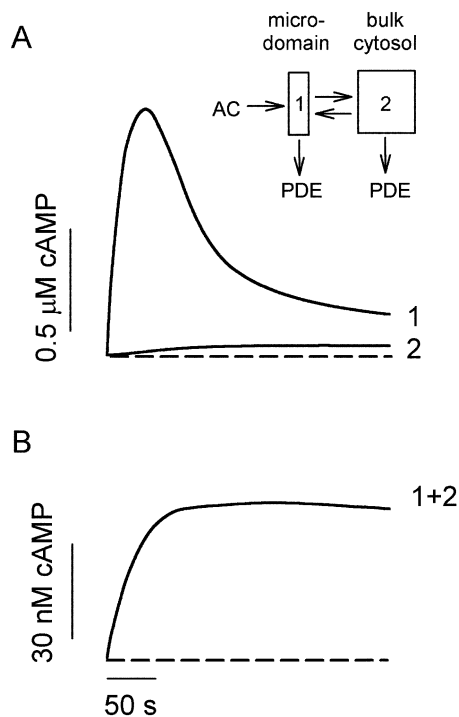 A
micro-
domain
bulk
cytosol
AC
1
2
PDE
PDE
0.5 µM cAMP
1
2
B
30 nM cAMP
1+2
50 s